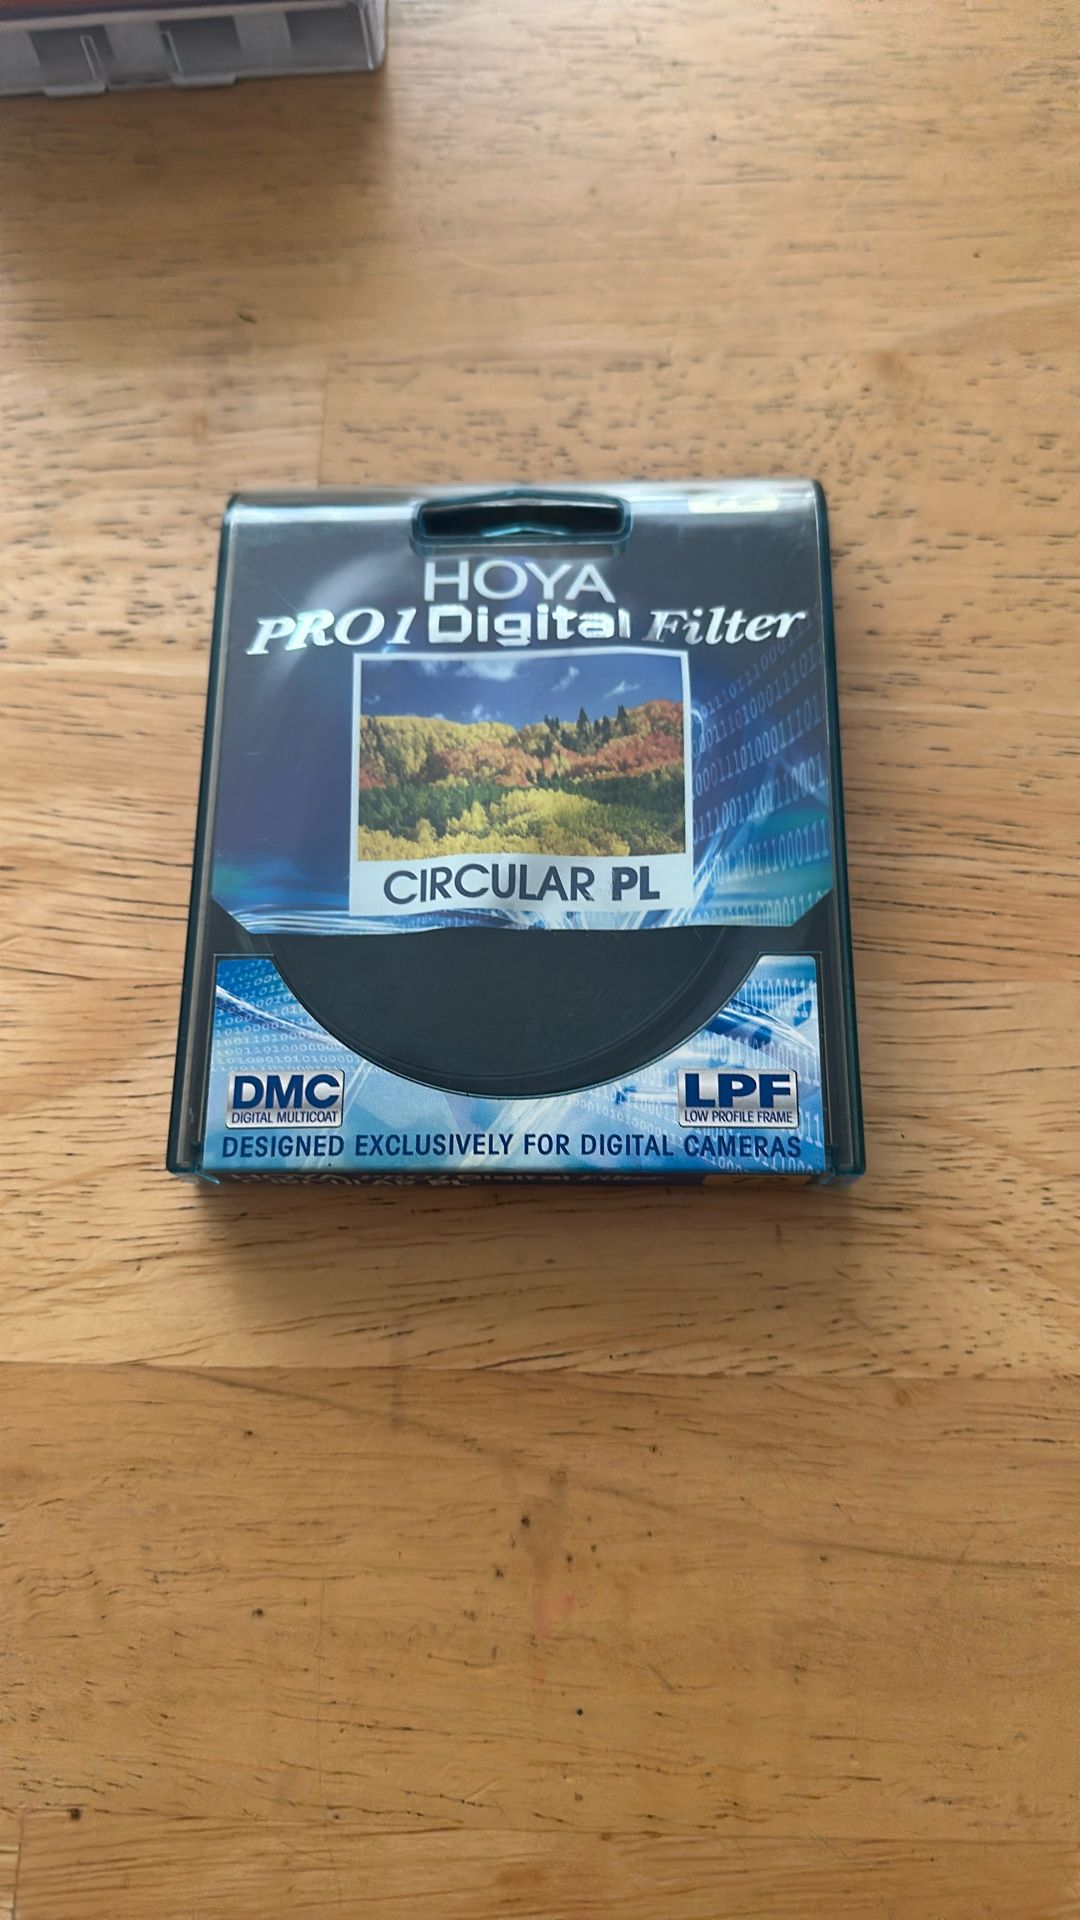 HOYA
PRO1 Digital Filter
CIRCULAR PL
DMC
DIGITAL MULTICOAT
LPF
LOW PROFILE FRAME
DESIGNED EXCLUSIVELY FOR DIGITAL CAMERAS